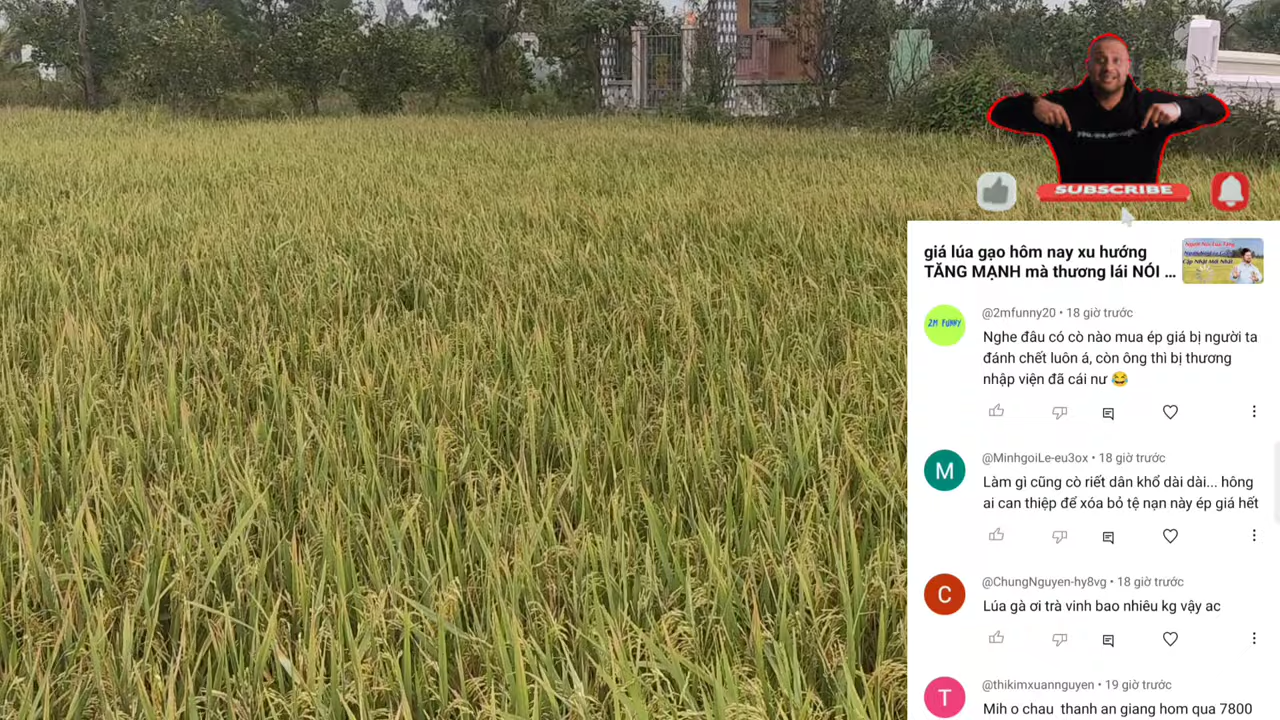 SUBSCRIBE
giá lúa gạo hôm nay xu hướng
TĂNG MẠNH mà thương lái NÓI ...
@2mfunny20 • 18 giờ trước
2M FUNNY
Nghe đâu có cò nào mua ép giá bị người ta
đánh chết luôn á, còn ông thì bị thương
nhập viện đã cái nư 😂
@MinhgoiLe-eu3ox • 18 giờ trước
M
Làm gì cũng cò riết dân khổ dài dài... hông
ai can thiệp để xóa bỏ tệ nạn này ép giá hết
@ChungNguyen-hy8vg • 18 giờ trước
C
Lúa gà ơi trà vinh bao nhiêu kg vậy ac
@thikimxuannguyen • 19 giờ trước
T
Mih o chau thanh an giang hom qua 7800